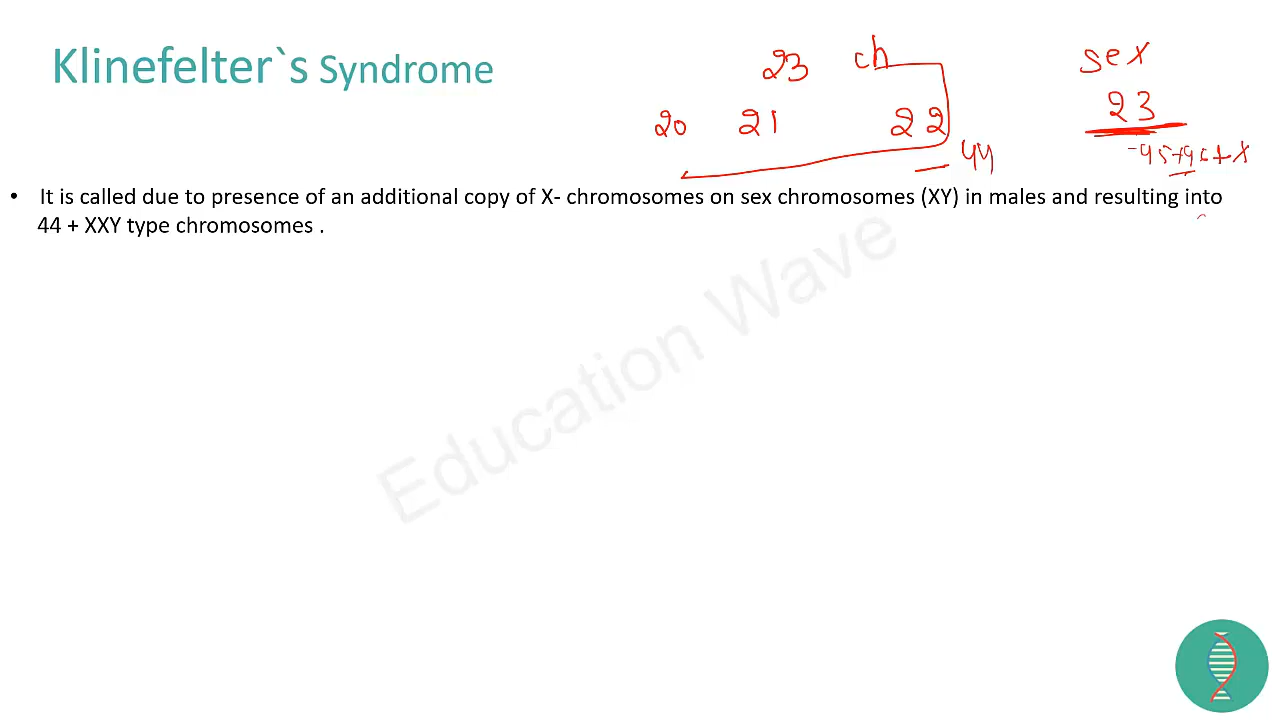 Klinefelter`s Syndrome
23 ch
sex
20 21 22
23
44
• It is called due to presence of an additional copy of X- chromosomes on sex chromosomes (XY) in males and resulting into
44 + XXY type chromosomes .
Education Wave